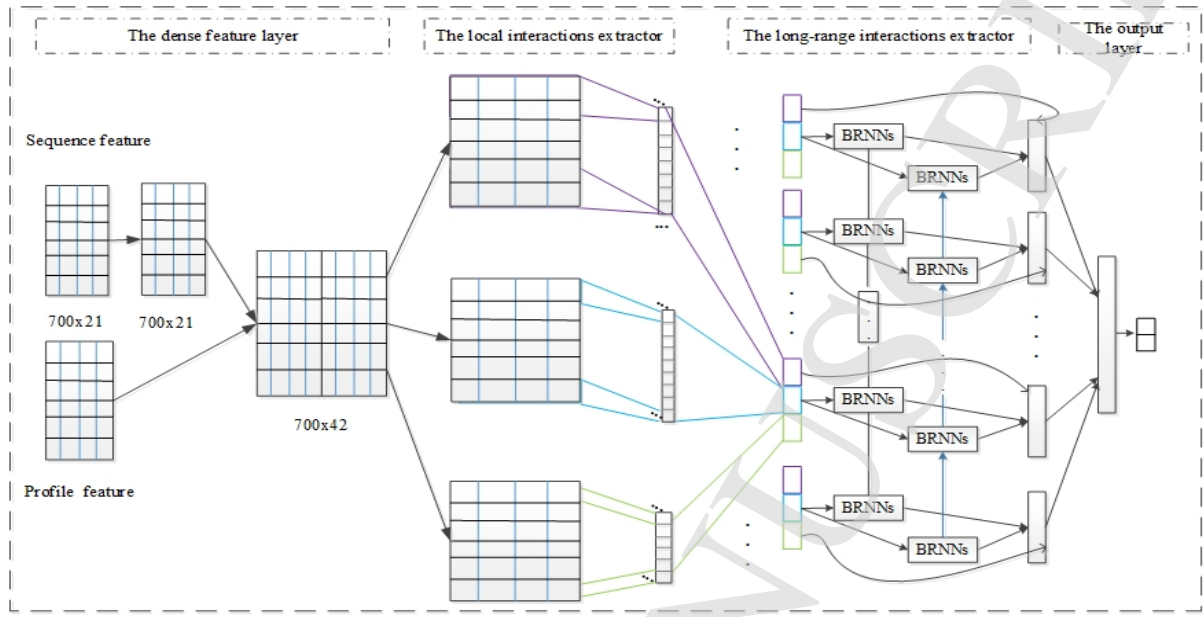 The dense feature layer
The local interactions extractor
The long-range interactions extractor
The output
layer
Sequence feature
700x21
700x21
Profile feature
700x42
BRNNs
BRNNs
BRNNs
BRNNs
BRNNs
BRNNs
BRNNs
BRNNs